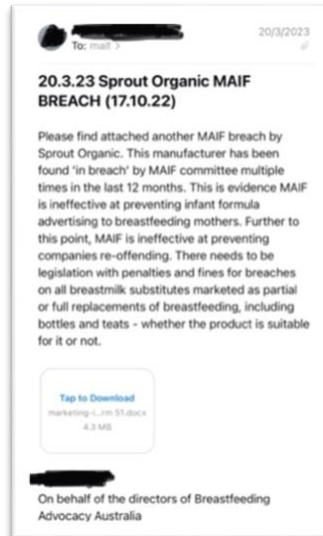 20/3/2023
To: maif >
20.3.23 Sprout Organic MAIF
BREACH (17.10.22)
Please find attached another MAIF breach by
Sprout Organic. This manufacturer has been
found 'in breach' by MAIF committee multiple
times in the last 12 months. This is evidence MAIF
is ineffective at preventing infant formula
advertising to breastfeeding mothers. Further to
this point, MAIF is ineffective at preventing
companies re-offending. There needs to be
legislation with penalties and fines for breaches
on all breastmilk substitutes marketed as partial
or full replacements of breastfeeding, including
bottles and teats - whether the product is suitable
for it or not.
Tap to Download
marketing-i...rm 51.docx
4.3 MB
On behalf of the directors of Breastfeeding
Advocacy Australia